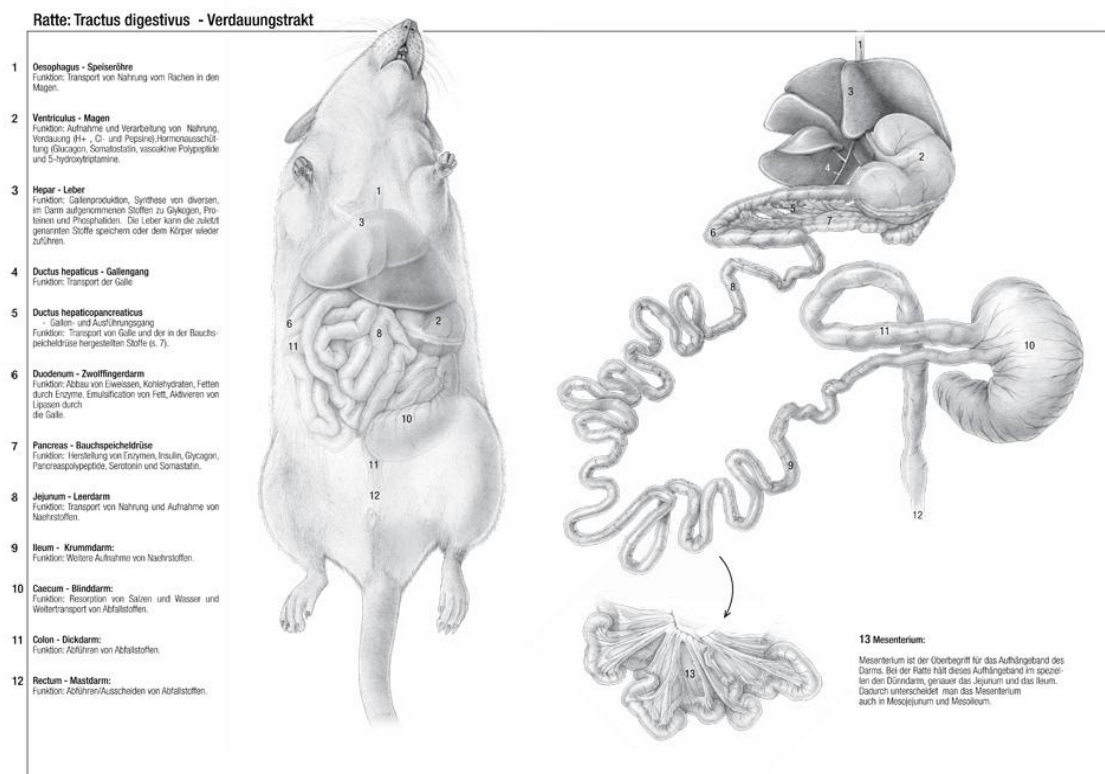 Ratte: Tractus digestivus - Verdauungstrakt
1 Oesophagus - Speiseröhre
Funktion: Transport von Nahrung vom Rachen in den
Magen.
2 Ventriculus - Magen
Funktion: Aufnahme und Verarbeitung von Nahrung,
Verdauung (H+ , Cl- und Pepsine),Hormonausschüt-
tung (Glucagon, Somatostatin, vasoaktive Polypeptide
und 5-hydroxytriptamine.
3 Hepar - Leber
Funktion: Gallenproduktion, Synthese von diversen,
im Darm aufgenommenen Stoffen zu Glykogen, Pro-
teinen und Phosphatiden. Die Leber kann die zuletzt
genannten Stoffe speichern oder dem Körper wieder
zuführen.
4 Ductus hepaticus - Gallengang
Funktion: Transport der Galle
5 Ductus hepaticopancreaticus
- Gallen- und Ausführungsgang
Funktion: Transport von Galle und der in der Bauchs-
peicheldrüse hergestellten Stoffe (s. 7).
6 Duodenum - Zwolffingerdarm
Funktion: Abbau von Eiweissen, Kohlehydraten, Fetten
durch Enzyme. Emulsification von Fett, Aktivieren von
Lipasen durch
die Galle.
7 Pancreas - Bauchspeicheldrüse
Funktion: Herstellung von Enzymen, Insulin, Glycagon,
Pancreaspolypeptide, Serotonin und Somastatin.
8 Jejunum - Leerdarm
Funktion: Transport von Nahrung und Aufnahme von
Naehrstoffen.
9 Ileum - Krummdarm:
Funktion: Weitere Aufnahme von Naehrstoffen.
10 Caecum - Blinddarm:
Funktion: Resorption von Salzen und Wasser und
Weitertransport von Abfallstoffen.
11 Colon - Dickdarm:
Funktion: Abführen von Abfallstoffen.
12 Rectum - Mastdarm:
Funktion: Abführen/Ausscheiden von Abfallstoffen.
1
3
6
2
8
11
10
11
12
1
3
2
4
5
7
6
8
11
10
9
12
13
13 Mesenterium:
Mesenterium ist der Oberbegriff für das Aufhängeband des
Darms. Bei der Ratte hält dieses Aufhängeband im speziel-
len den Dünndarm, genauer das Jejunum und das Ileum.
Dadurch unterscheidet man das Mesenterium
auch in Mesojejunum und Mesoileum.